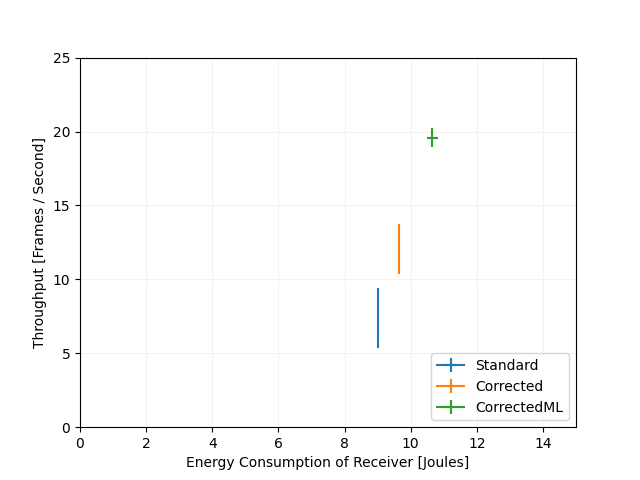 25
20
15
10
5
0
Throughput [Frames / Second]
Standard
Corrected
CorrectedML
0 2 4 6 8 10 12 14
Energy Consumption of Receiver [Joules]